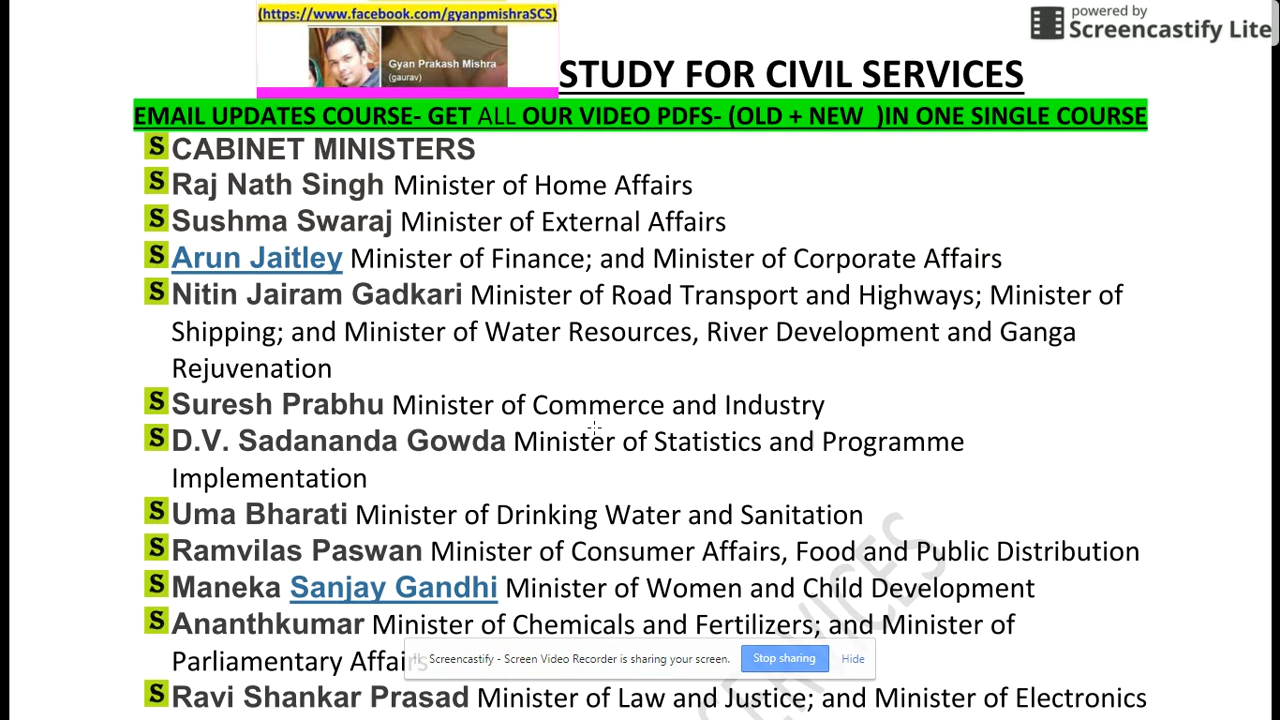 (https://www.facebook.com/gyanpmishraSCS)
powered by
Screencastify Lite
Gyan Prakash Mishra
(gaurav)
STUDY FOR CIVIL SERVICES
EMAIL UPDATES COURSE- GET ALL OUR VIDEO PDFS- (OLD + NEW )IN ONE SINGLE COURSE
S CABINET MINISTERS
S Raj Nath Singh Minister of Home Affairs
S Sushma Swaraj Minister of External Affairs
S Arun Jaitley Minister of Finance; and Minister of Corporate Affairs
S Nitin Jairam Gadkari Minister of Road Transport and Highways; Minister of
Shipping; and Minister of Water Resources, River Development and Ganga
Rejuvenation
S Suresh Prabhu Minister of Commerce and Industry
S D.V. Sadananda Gowda Minister of Statistics and Programme
Implementation
S Uma Bharati Minister of Drinking Water and Sanitation
S Ramvilas Paswan Minister of Consumer Affairs, Food and Public Distribution
S Maneka Sanjay Gandhi Minister of Women and Child Development
S Ananthkumar Minister of Chemicals and Fertilizers; and Minister of
Parliamentary Affairs
Screencastify - Screen Video Recorder is sharing your screen. Stop sharing Hide
S Ravi Shankar Prasad Minister of Law and Justice; and Minister of Electronics
SERVICES